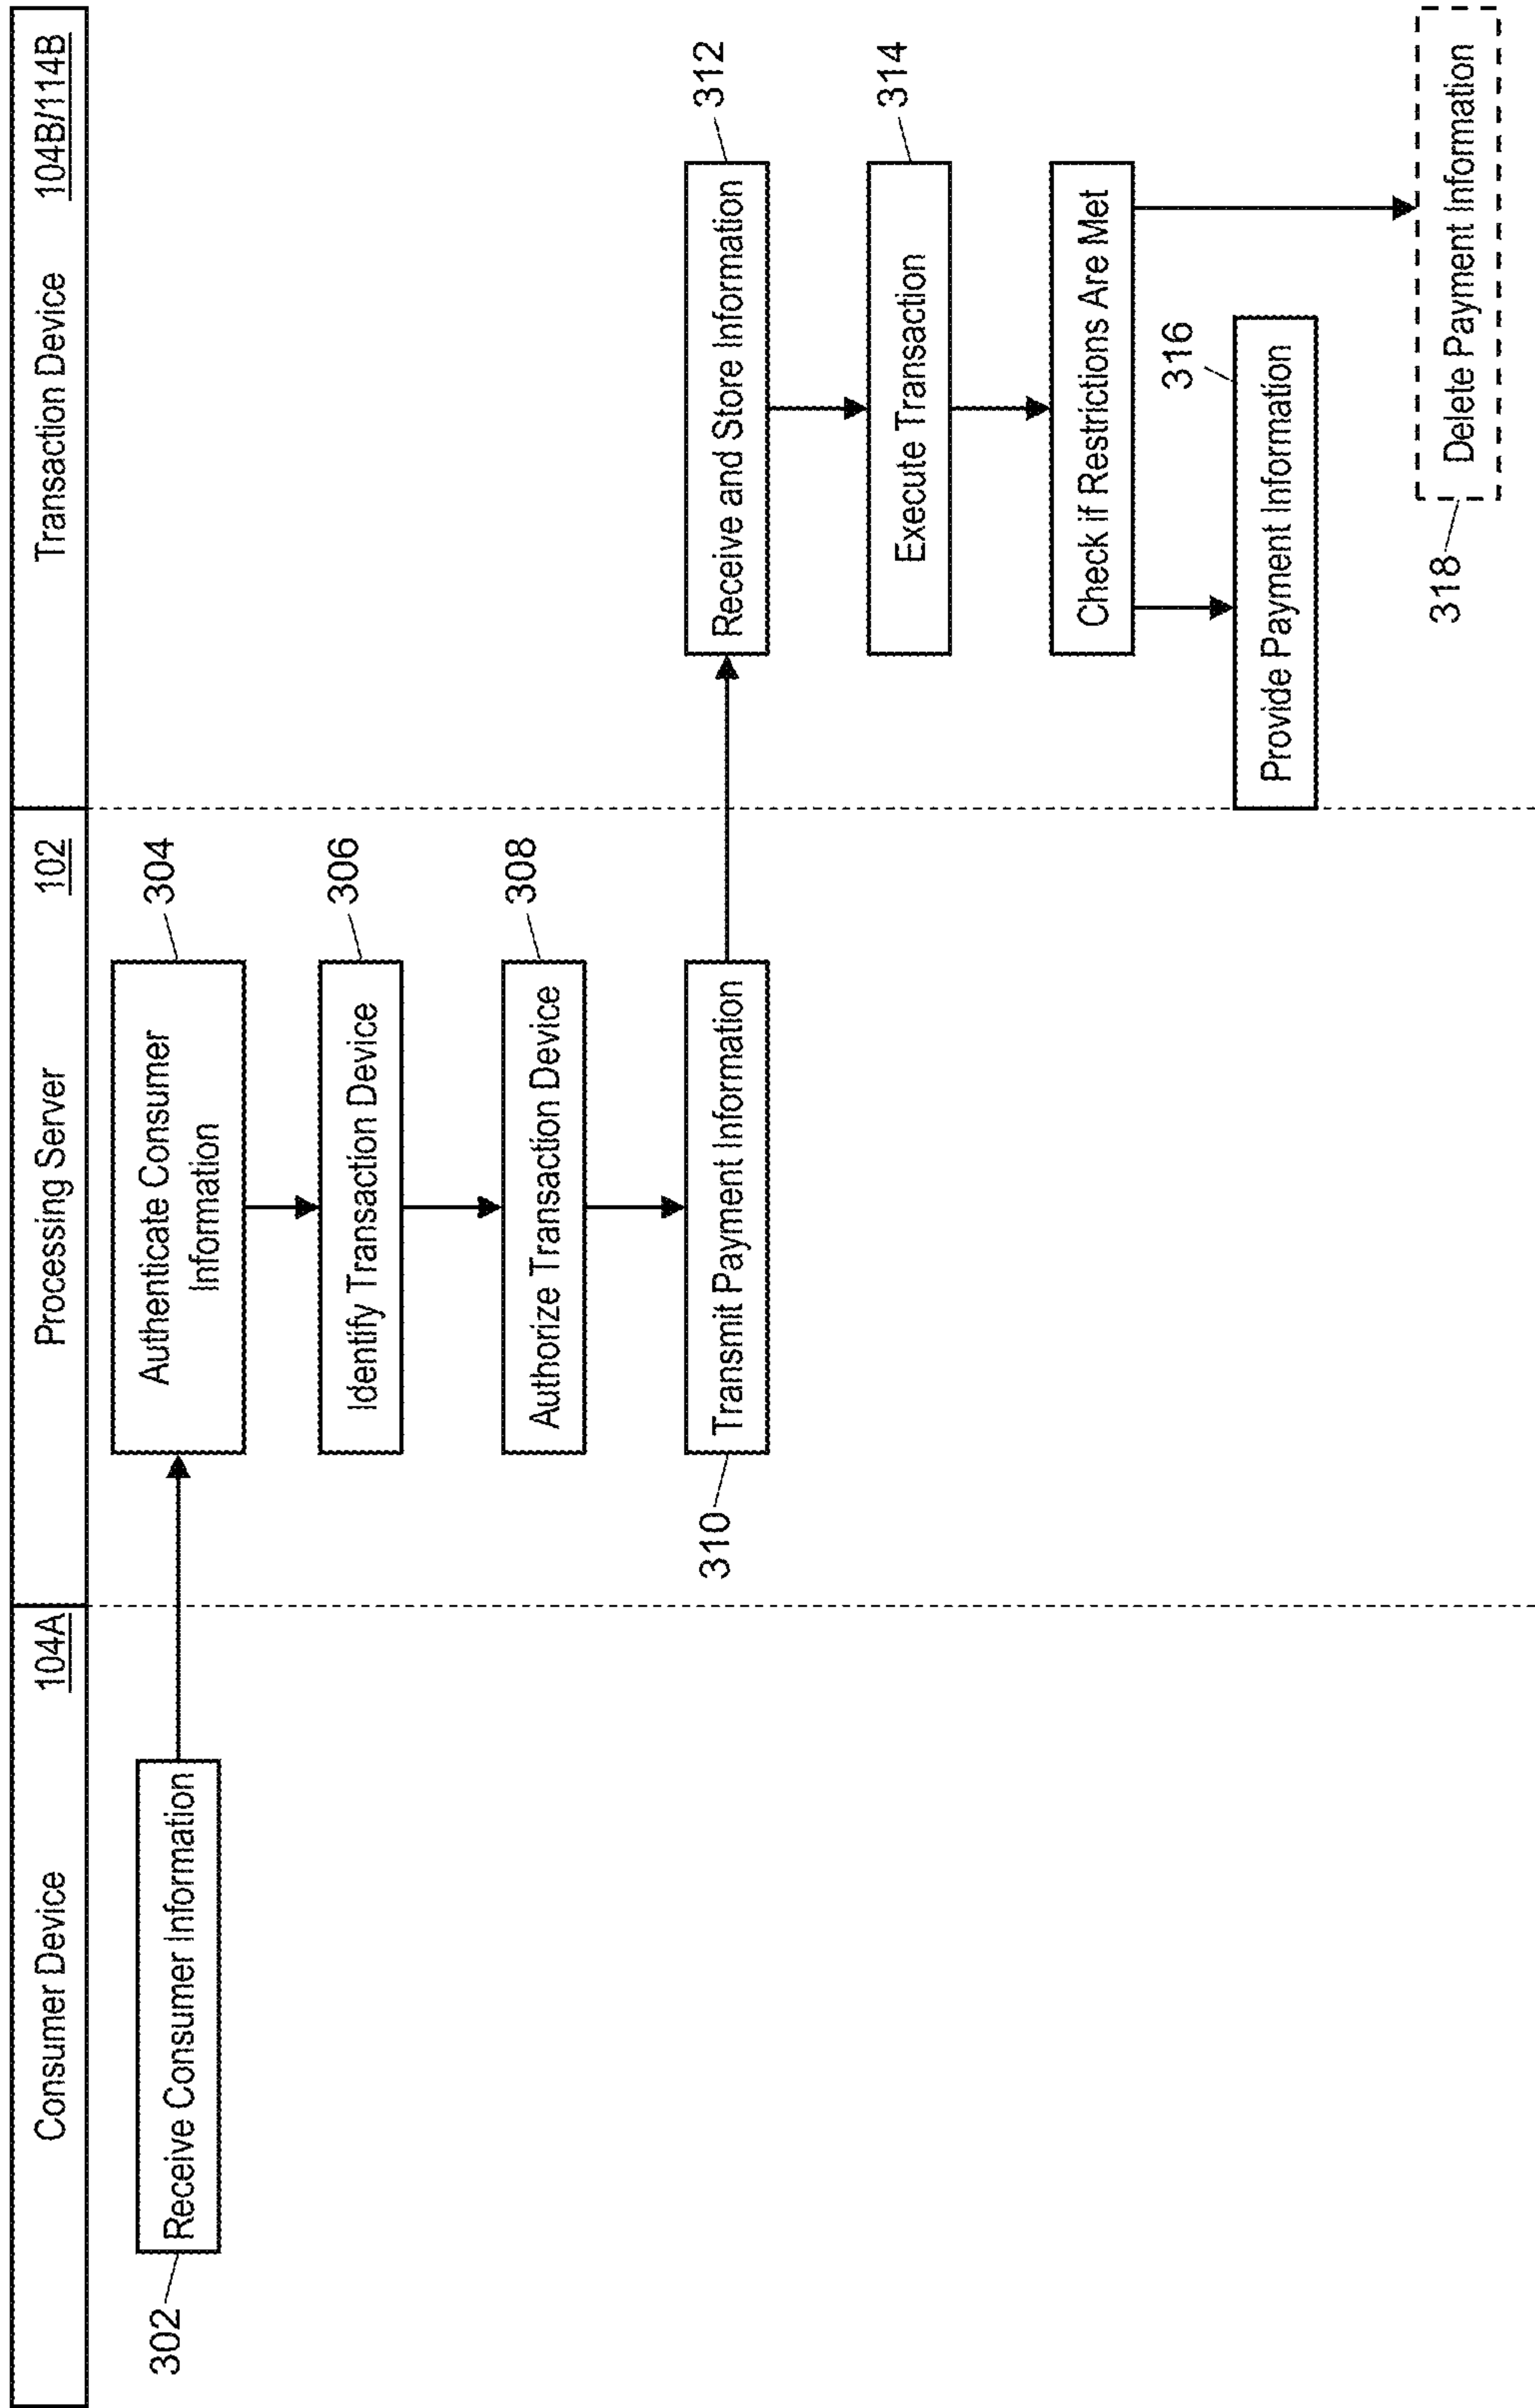 Consumer Device 104A
Processing Server 102
Transaction Device 104B/114B
302
Receive Consumer Information
Authenticate Consumer
Information
304
Identify Transaction Device
306
Authorize Transaction Device
308
310
Transmit Payment Information
Receive and Store Information
312
Execute Transaction
314
Check if Restrictions Are Met
316
Provide Payment Information
318
Delete Payment Information